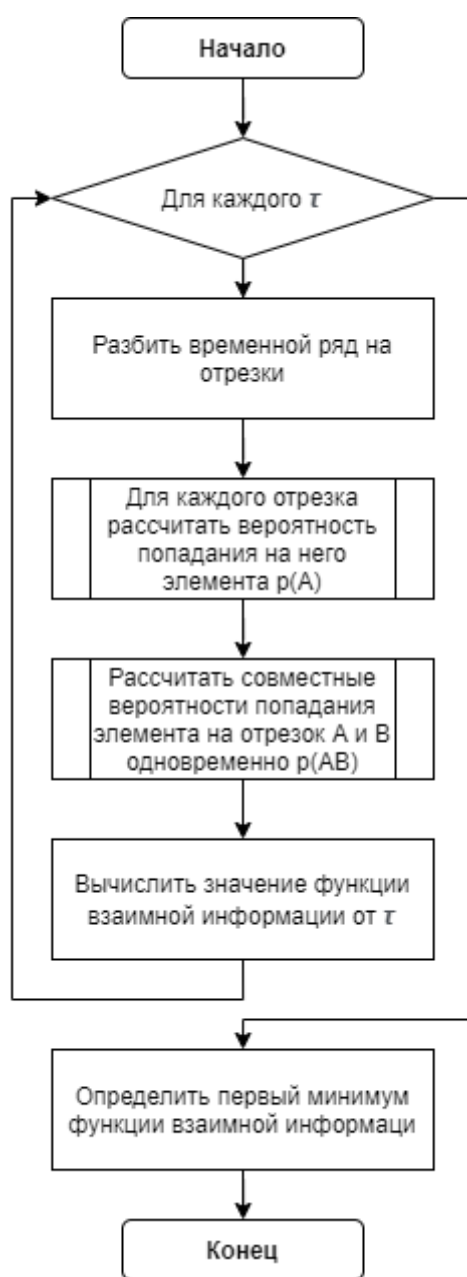 Начало
Для каждого τ
Разбить временной ряд на
отрезки
Для каждого отрезка
рассчитать вероятность
попадания на него
элемента p(A)
Рассчитать совместные
вероятности попадания
элемента на отрезок А и В
одновременно p(AB)
Вычислить значение функции
взаимной информации от τ
Определить первый минимум
функции взаимной информаци
Конец